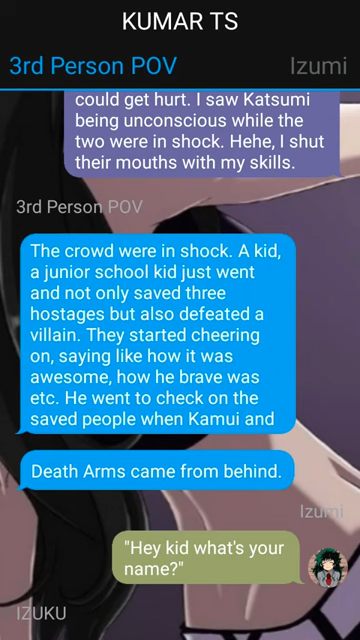 KUMAR TS
3rd Person POV Izumi
could get hurt. I saw Katsumi
being unconscious while the
two were in shock. Hehe, I shut
their mouths with my skills.
3rd Person POV
The crowd were in shock. A kid,
a junior school kid just went
and not only saved three
hostages but also defeated a
villain. They started cheering
on, saying like how it was
awesome, how he brave was
etc. He went to check on the
saved people when Kamui and
Death Arms came from behind.
Izumi
"Hey kid what's your
name?"
IZUKU